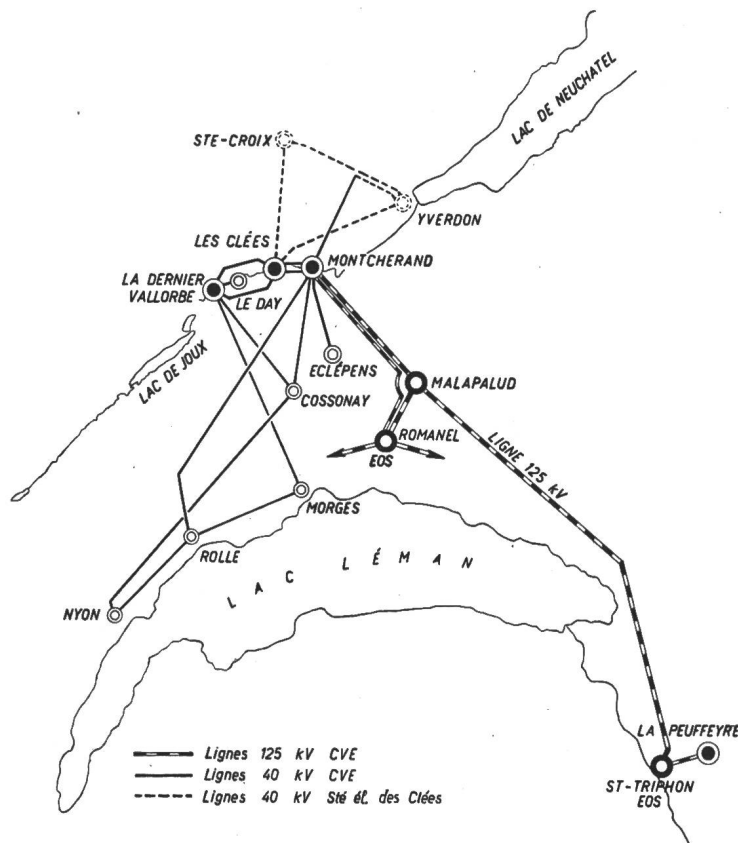 LAC DE NEUCHATEL
STE-CROIX
YVERDON
LES CLÉES
MONTCHERAND
LA DERNIER
VALLORBE
LE DAY
LAC DE JOUX
ECLÉPENS
MALAPALUD
COSSONAY
ROMANEL
EOS
LIGNE 125 kV
MORGES
ROLLE
LAC LÉMAN
NYON
LA PEUFFEYRE
ST-TRIPHON
EOS
Lignes 125 kV CVE
Lignes 40 kV CVE
Lignes 40 kV Sté él. des Clées